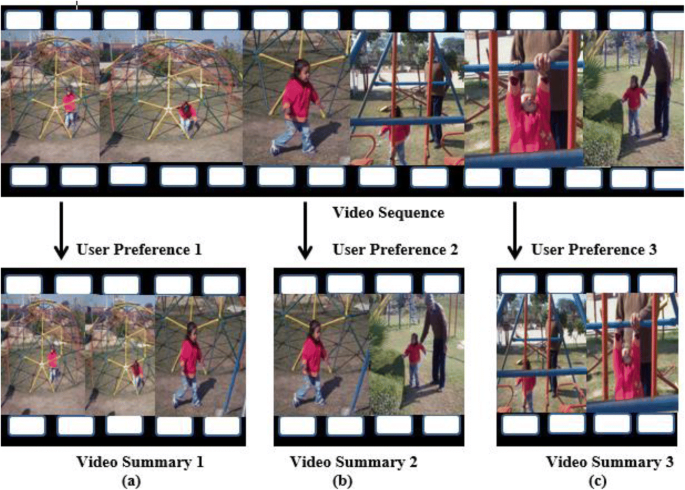 Video Sequence
User Preference 1
User Preference 2
User Preference 3
Video Summary 1
Video Summary 2
Video Summary 3
(a)
(b)
(c)